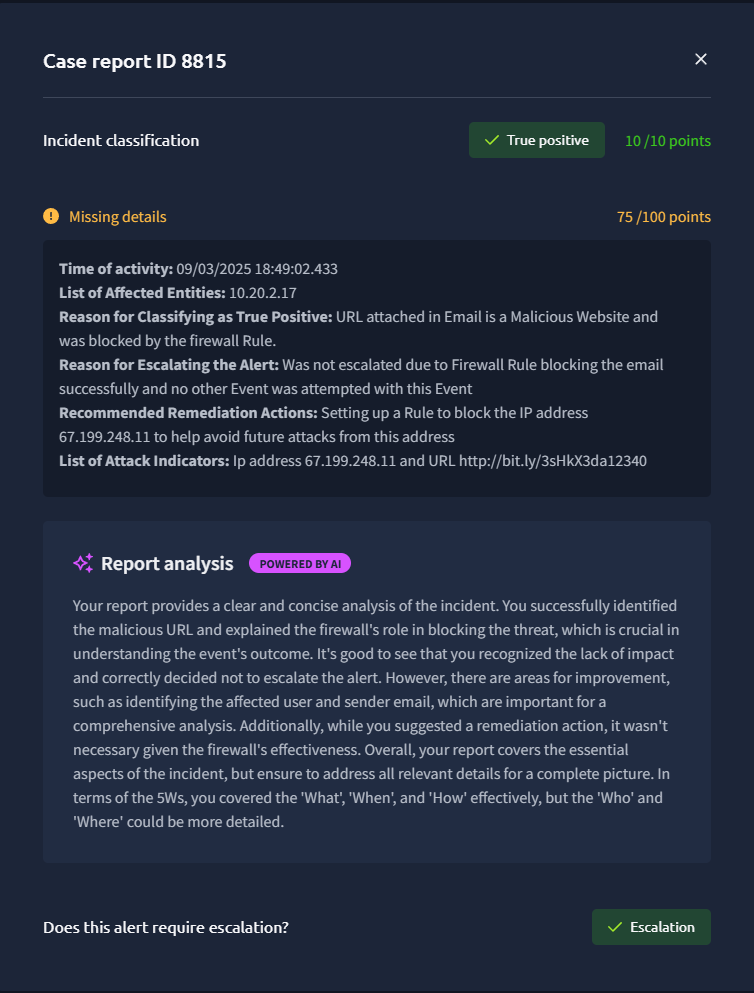 Case report ID 8815
Incident classification
True positive
10 /10 points
Missing details
75 /100 points
Time of activity: 09/03/2025 18:49:02.433
List of Affected Entities: 10.20.2.17
Reason for Classifying as True Positive: URL attached in Email is a Malicious Website and
was blocked by the firewall Rule.
Reason for Escalating the Alert: Was not escalated due to Firewall Rule blocking the email
successfully and no other Event was attempted with this Event
Recommended Remediation Actions: Setting up a Rule to block the IP address
67.199.248.11 to help avoid future attacks from this address
List of Attack Indicators: Ip address 67.199.248.11 and URL http://bit.ly/3sHkX3da12340
Report analysis
POWERED BY AI
Your report provides a clear and concise analysis of the incident. You successfully identified
the malicious URL and explained the firewall's role in blocking the threat, which is crucial in
understanding the event's outcome. It's good to see that you recognized the lack of impact
and correctly decided not to escalate the alert. However, there are areas for improvement,
such as identifying the affected user and sender email, which are important for a
comprehensive analysis. Additionally, while you suggested a remediation action, it wasn't
necessary given the firewall's effectiveness. Overall, your report covers the essential
aspects of the incident, but ensure to address all relevant details for a complete picture. In
terms of the 5Ws, you covered the 'What', 'When', and 'How' effectively, but the 'Who' and
'Where' could be more detailed.
Does this alert require escalation?
Escalation